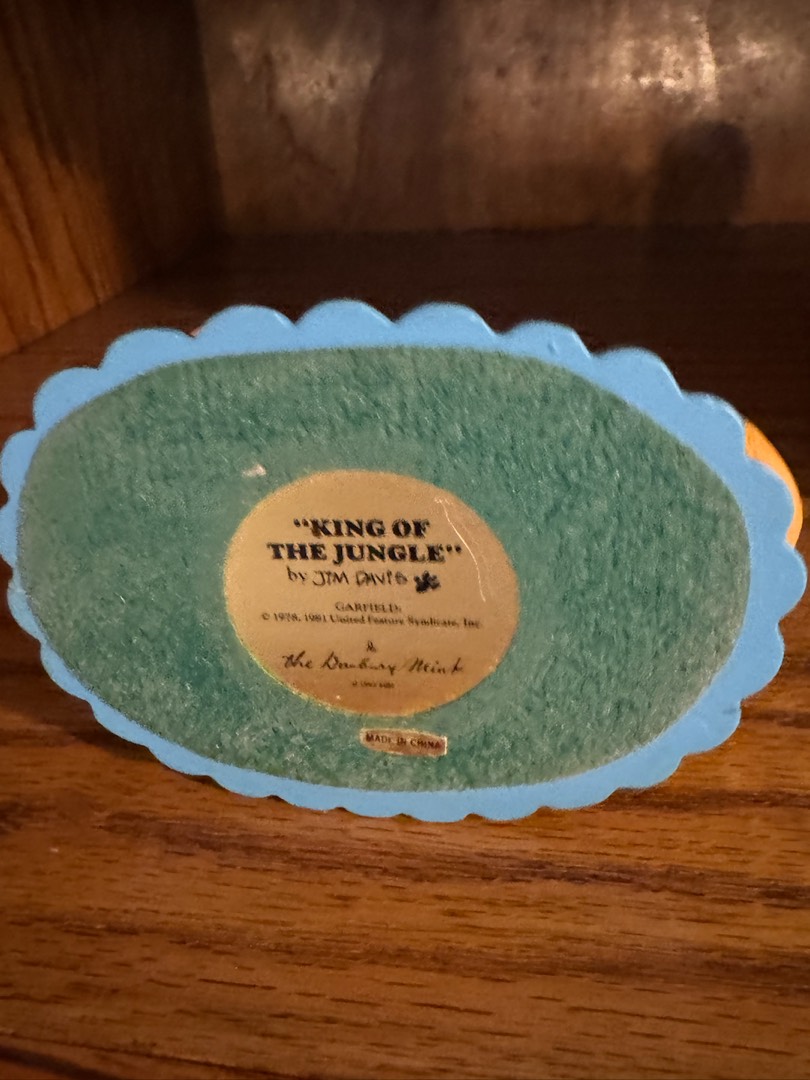 “KING OF
THE JUNGLE”
by JIM DAVIS
GARFIELD:
© 1978, 1981 United Feature Syndicate, Inc.
&
The Danbury Mint
MADE IN CHINA